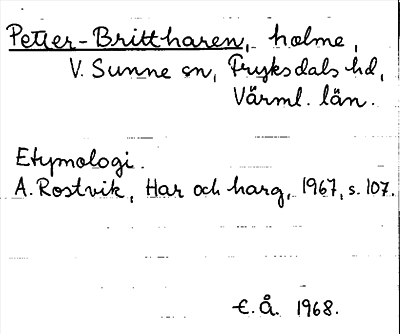 Petter-Brittharen, holme,
V. Sunne sn, Fryksdals hd,
Värml. län.
Etymologi.
A. Rostvik, Har och harg, 1967, s. 107.
E. Å. 1968.